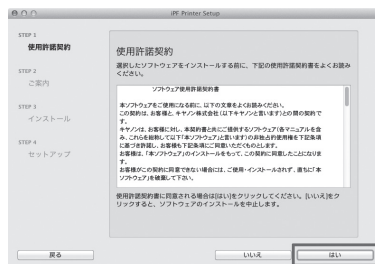 iPF Printer Setup
STEP 1
使用許諾契約
STEP 2
ご案内
STEP 3
インストール
STEP 4
セットアップ
使用許諾契約
選択したソフトウェアをインストールする前に、下記の使用許諾契約書をよくお読み
ください。
ソフトウェア使用許諾契約書
本ソフトウェアをご使用になる前に、以下の文章をよくお読みください。
この契約は、お客様と、キヤノン株式会社（以下キヤノンと言います）との間の契約で
す。
キヤノンは、お客様に対し、本契約書と共にご提供するソフトウェア（各マニュアルを含
み、これらを総称して以下「本ソフトウェア」と言います）の非独占的使用権を下記条項
に基づき許諾し、お客様も下記条項にご同意いただくものとします。
お客様は、「本ソフトウェア」のインストールをもって、この契約に同意したことになりま
す。
お客様がこの契約に同意できない場合には、ご使用・インストールされず、直ちに「本
ソフトウェア」を破棄して下さい。
使用許諾契約書に同意される場合は[はい]をクリックしてください。[いいえ]をク
リックすると、ソフトウェアのインストールを中止します。
戻る
いいえ
はい